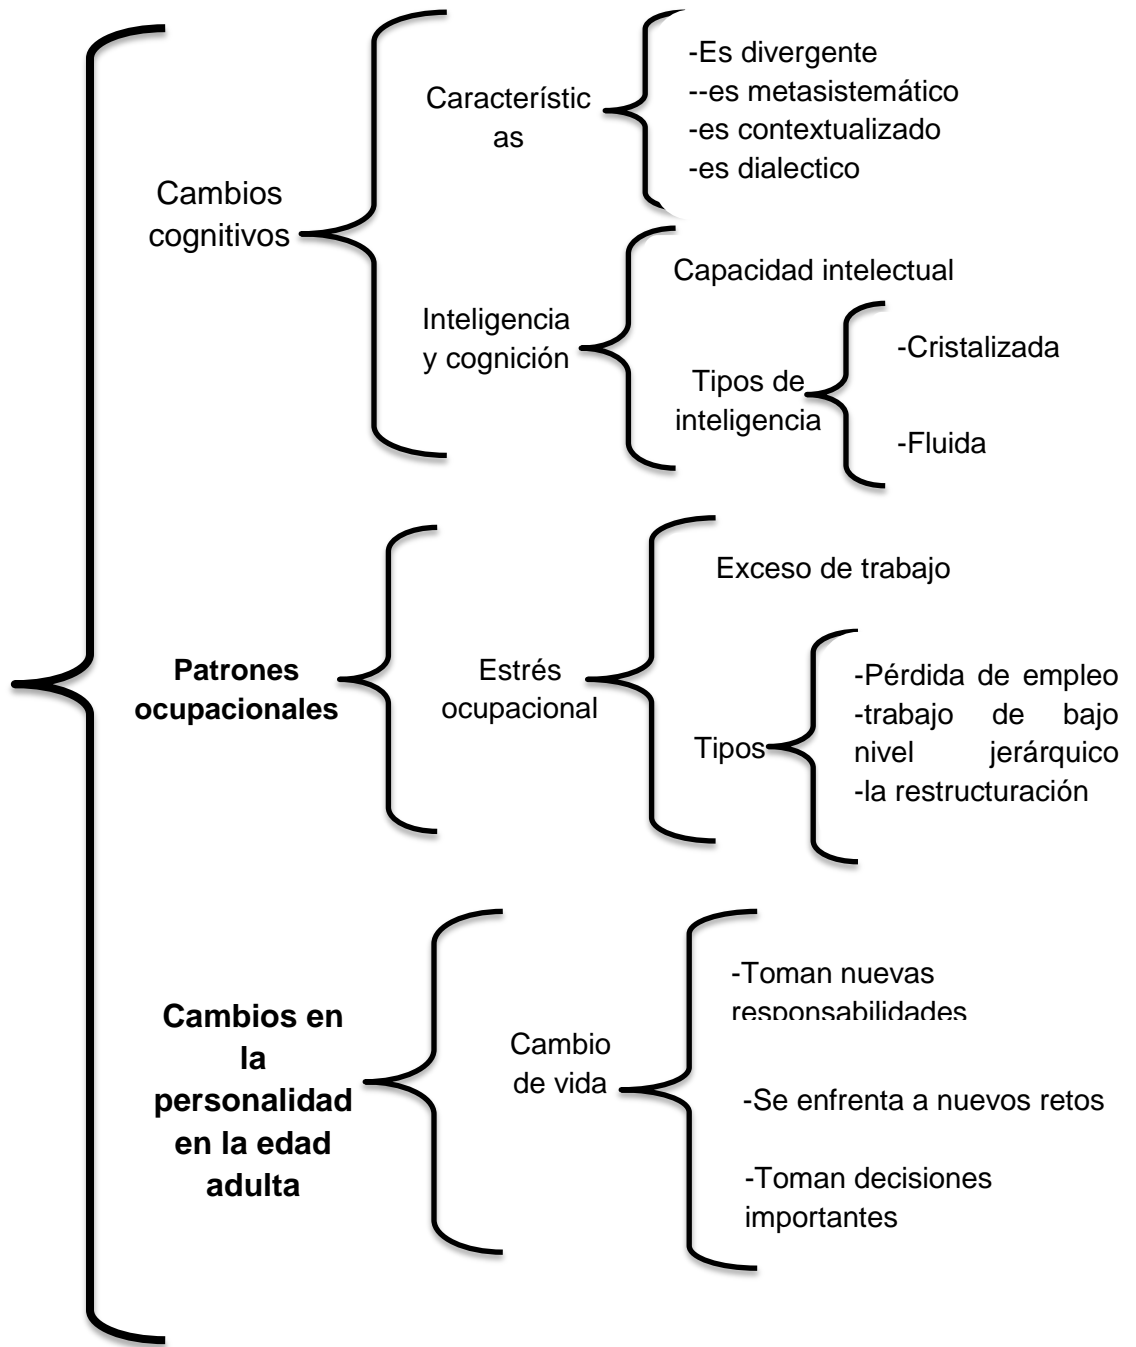 Cambios
cognitivos
Característic
as
-Es divergente
--es metasistemático
-es contextualizado
-es dialectico
Inteligencia
y cognición
Capacidad intelectual
Tipos de
inteligencia
-Cristalizada
-Fluida
Patrones
ocupacionales
Estrés
ocupacional
Exceso de trabajo
Tipos
-Pérdida de empleo
-trabajo de bajo
nivel jerárquico
-la restructuración
Cambios en
la
personalidad
en la edad
adulta
Cambio
de vida
-Toman nuevas
responsabilidades
-Se enfrenta a nuevos retos
-Toman decisiones
importantes